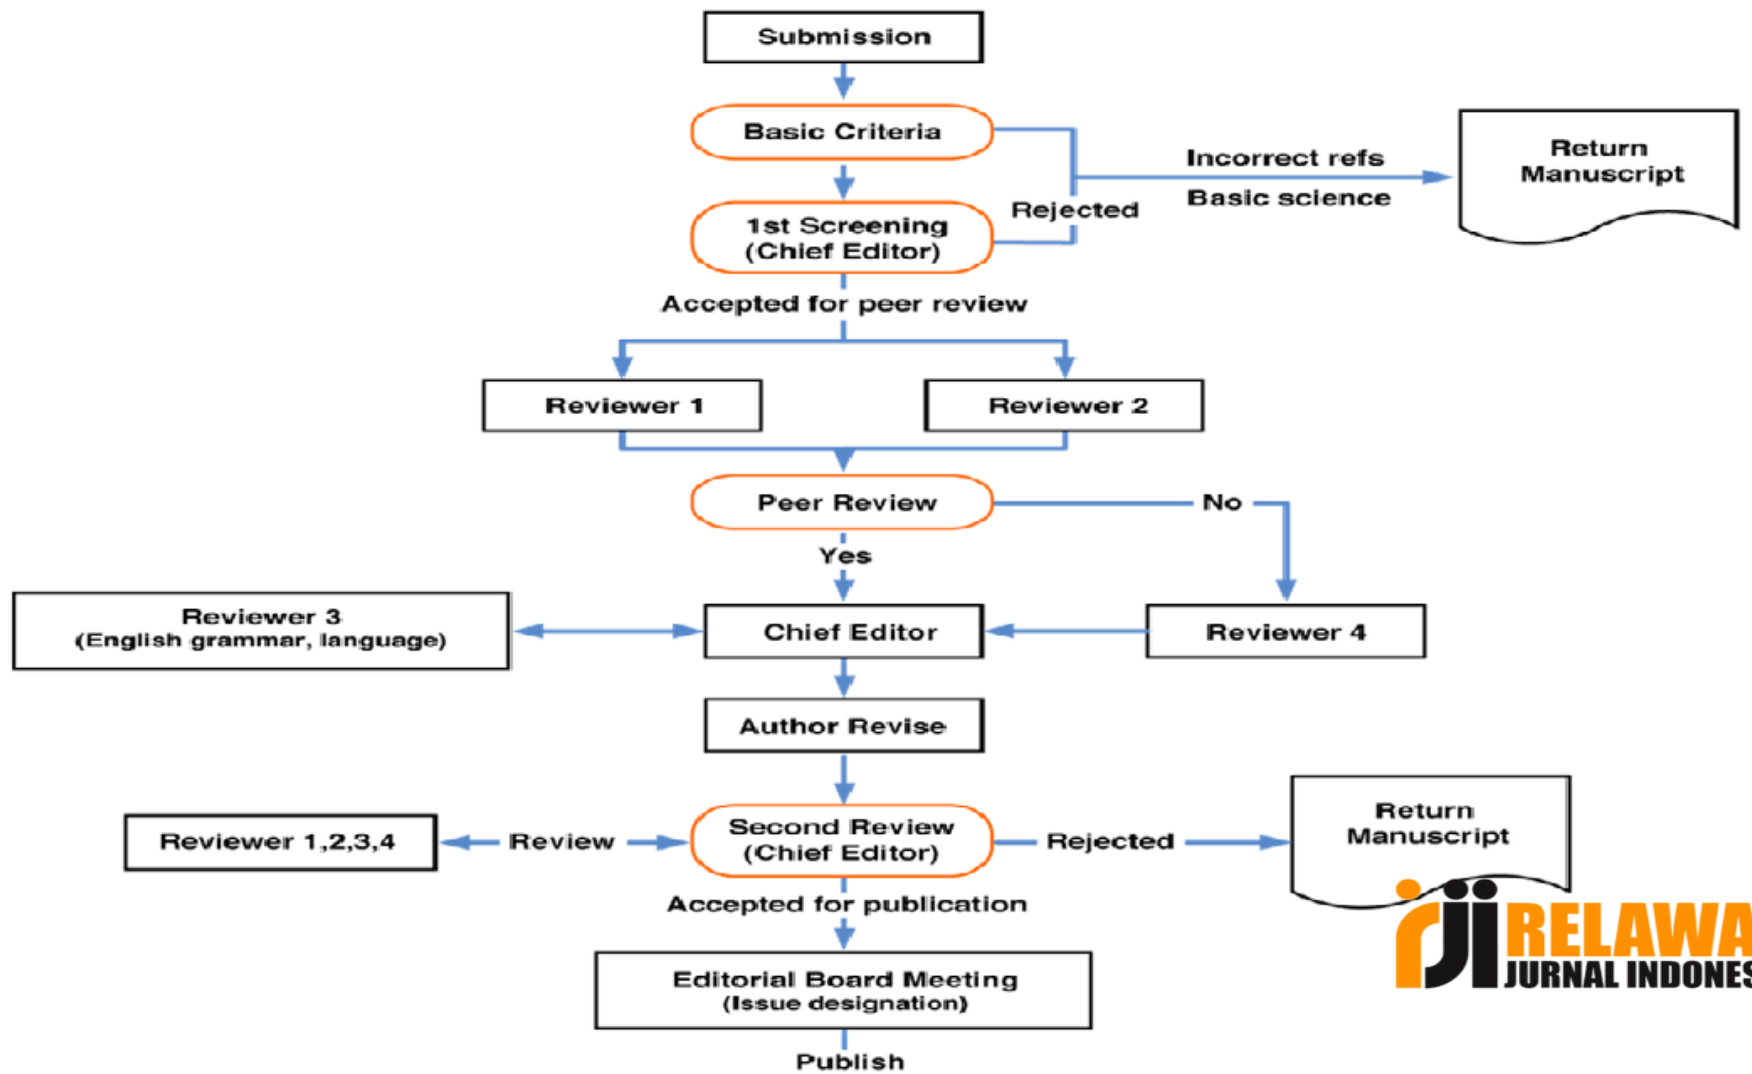 Submission
Basic Criteria
Incorrect refs
Basic science
Return
Manuscript
Rejected
1st Screening
(Chief Editor)
Accepted for peer review
Reviewer 1
Reviewer 2
Peer Review
No
Yes
Reviewer 3
(English grammar, language)
Chief Editor
Reviewer 4
Author Revise
Reviewer 1,2,3,4
Review
Second Review
(Chief Editor)
Rejected
Return
Manuscript
Accepted for publication
Editorial Board Meeting
(Issue designation)
Publish
rji
RELAWA
JURNAL INDONES